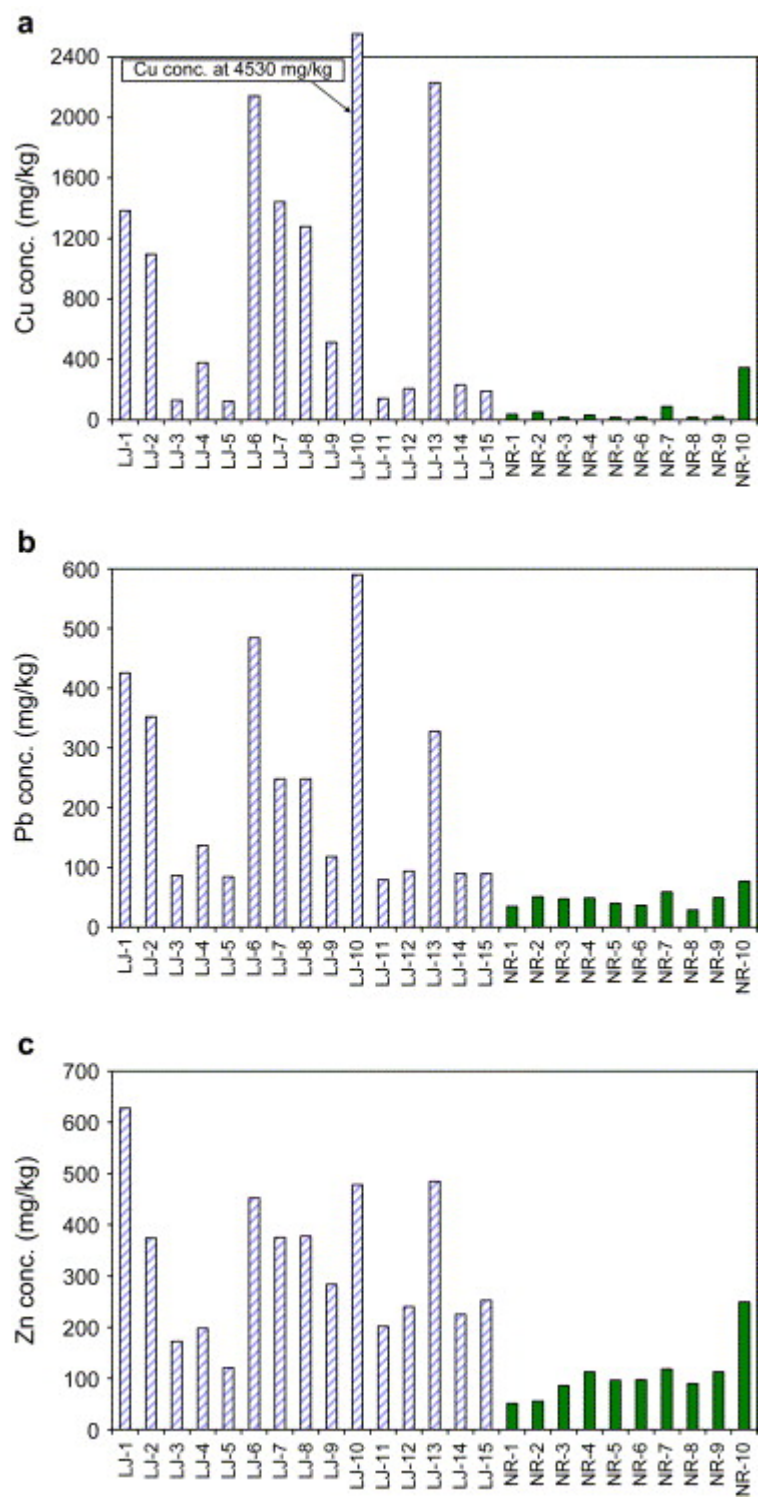 a
Cu conc. (mg/kg)
2400
2000
1600
1200
800
400
0
Cu conc. at 4530 mg/kg
LJ-1 LJ-2 LJ-3 LJ-4 LJ-5 LJ-6 LJ-7 LJ-8 LJ-9 LJ-10 LJ-11 LJ-12 LJ-13 LJ-14 LJ-15 NR-1 NR-2 NR-3 NR-4 NR-5 NR-6 NR-7 NR-8 NR-9 NR-10
b
Pb conc. (mg/kg)
600
500
400
300
200
100
0
LJ-1 LJ-2 LJ-3 LJ-4 LJ-5 LJ-6 LJ-7 LJ-8 LJ-9 LJ-10 LJ-11 LJ-12 LJ-13 LJ-14 LJ-15 NR-1 NR-2 NR-3 NR-4 NR-5 NR-6 NR-7 NR-8 NR-9 NR-10
c
Zn conc. (mg/kg)
700
600
500
400
300
200
100
0
LJ-1 LJ-2 LJ-3 LJ-4 LJ-5 LJ-6 LJ-7 LJ-8 LJ-9 LJ-10 LJ-11 LJ-12 LJ-13 LJ-14 LJ-15 NR-1 NR-2 NR-3 NR-4 NR-5 NR-6 NR-7 NR-8 NR-9 NR-10